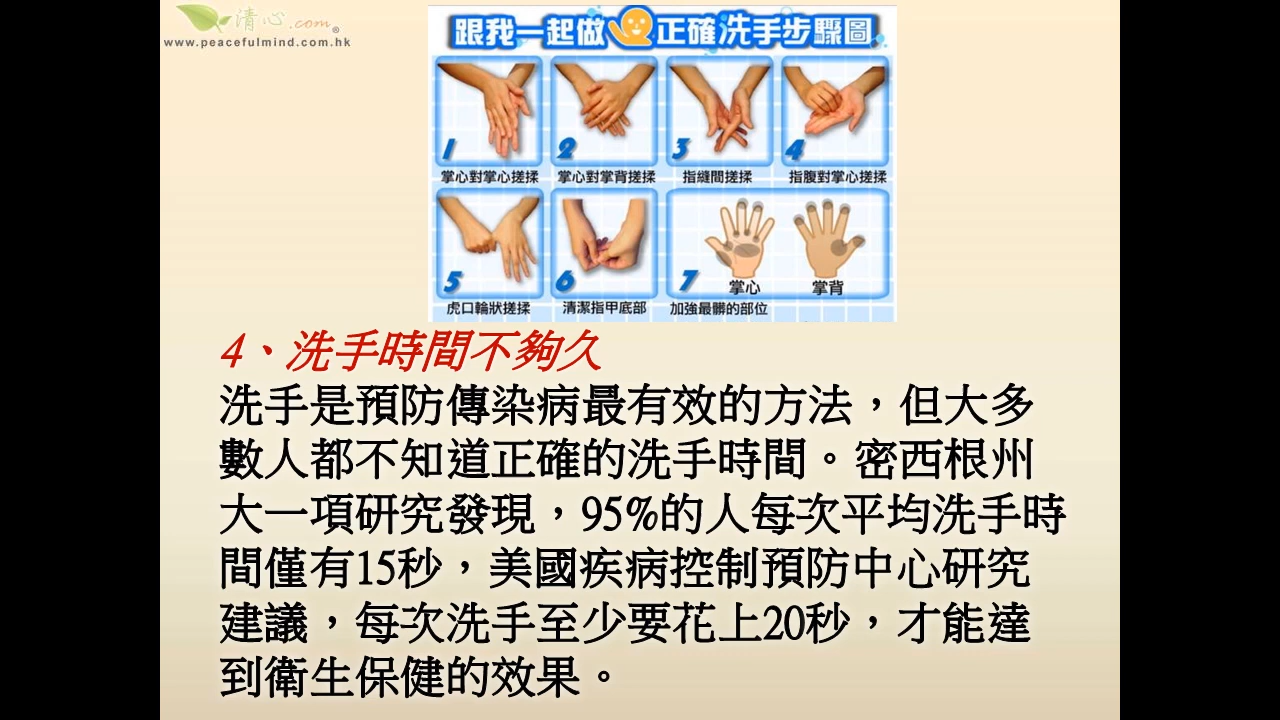 清心.com®
www.peacefulmind.com.hk
跟我一起做 正確洗手步驟圖
1 2 3 4
掌心對掌心搓揉 掌心對掌背搓揉 指縫間搓揉 指腹對掌心搓揉
5 6 7 掌心 掌背
虎口輪狀搓揉 清潔指甲底部 加強最髒的部位
4、洗手時間不夠久
洗手是預防傳染病最有效的方法，但大多
數人都不知道正確的洗手時間。密西根州
大一項研究發現，95%的人每次平均洗手時
間僅有15秒，美國疾病控制預防中心研究
建議，每次洗手至少要花上20秒，才能達
到衛生保健的效果。